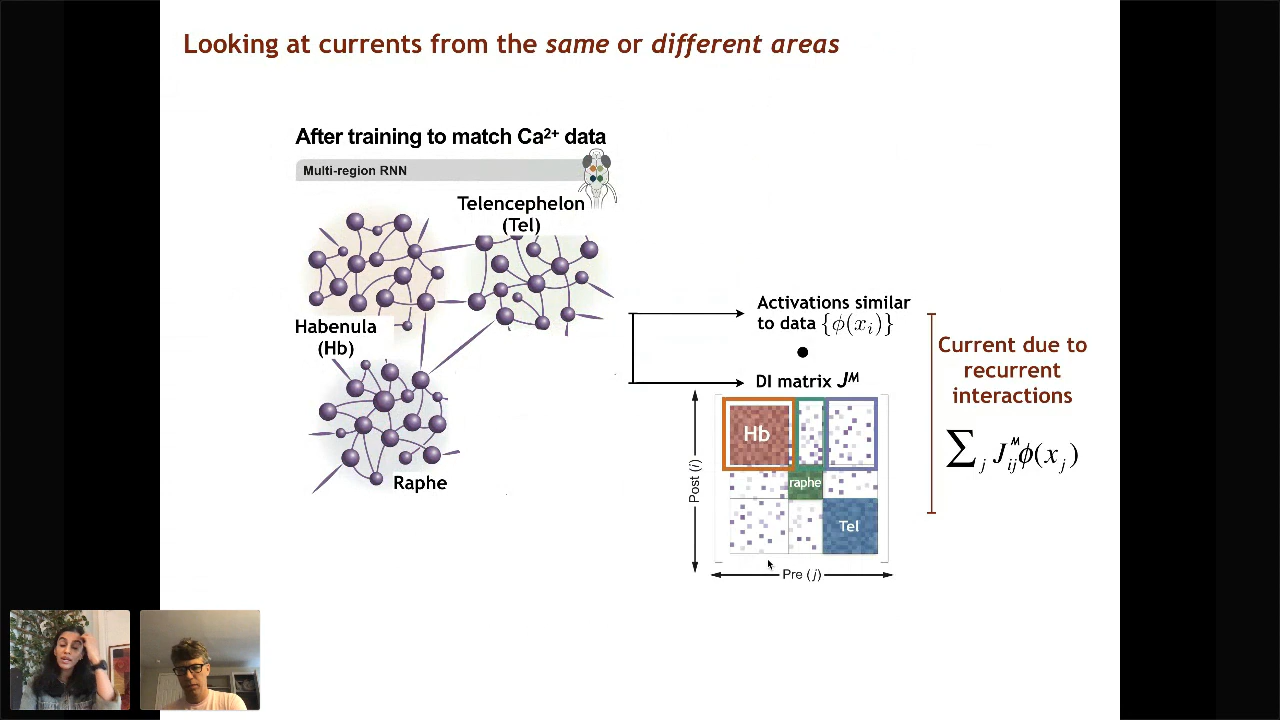 Looking at currents from the same or different areas
After training to match Ca²⁺ data
Multi-region RNN
Telencephelon
(Tel)
Habenula
(Hb)
Raphe
Activations similar
to data {ϕ(xᵢ)}
•
DI matrix Jᴹ
Hb
raphe
Tel
Post (i)
Pre (j)
Current due to
recurrent
interactions
∑ⱼ Jᵢⱼᴹϕ(xⱼ)